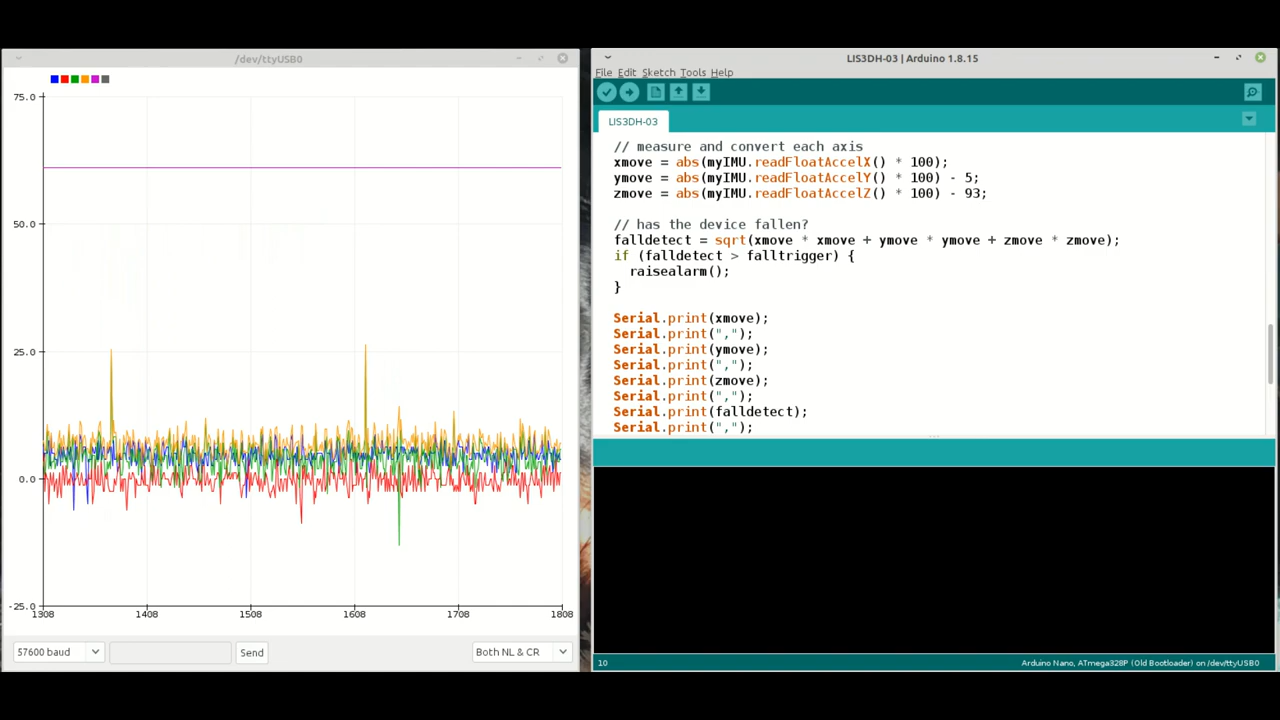 /dev/ttyUSB0
75.0
50.0
25.0
0.0
-25.0
1308
1408
1508
1608
1708
1808
57600 baud
Send
Both NL & CR
LIS3DH-03 | Arduino 1.8.15
File Edit Sketch Tools Help
LIS3DH-03
// measure and convert each axis
xmove = abs(myIMU.readFloatAccelX() * 100);
ymove = abs(myIMU.readFloatAccelY() * 100) - 5;
zmove = abs(myIMU.readFloatAccelZ() * 100) - 93;
// has the device fallen?
falldetect = sqrt(xmove * xmove + ymove * ymove + zmove * zmove);
if (falldetect > falltrigger) {
raisealarm();
}
Serial.print(xmove);
Serial.print(",");
Serial.print(ymove);
Serial.print(",");
Serial.print(zmove);
Serial.print(",");
Serial.print(falldetect);
Serial.print(",");
10
Arduino Nano, ATmega328P (Old Bootloader) on /dev/ttyUSB0